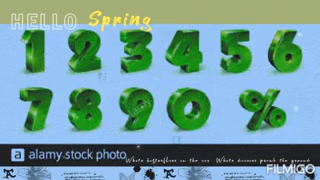 HELLO Spring
1 2 3 4 5 6
7 8 9 0 %
a alamy stock photo
FILMIGO